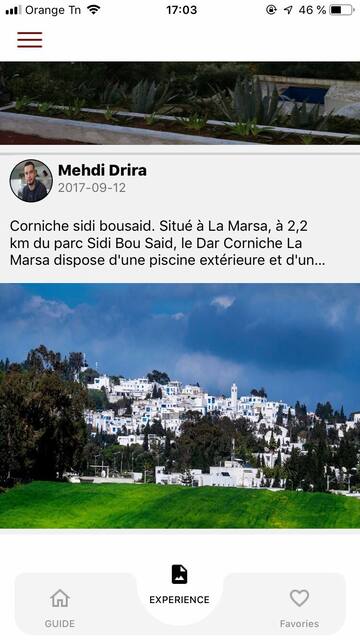 Orange Tn 17:03 46 %
Mehdi Drira
2017-09-12
Corniche sidi bousaid. Situé à La Marsa, à 2,2
km du parc Sidi Bou Said, le Dar Corniche La
Marsa dispose d'une piscine extérieure et d'un...
EXPERIENCE
GUIDE Favories